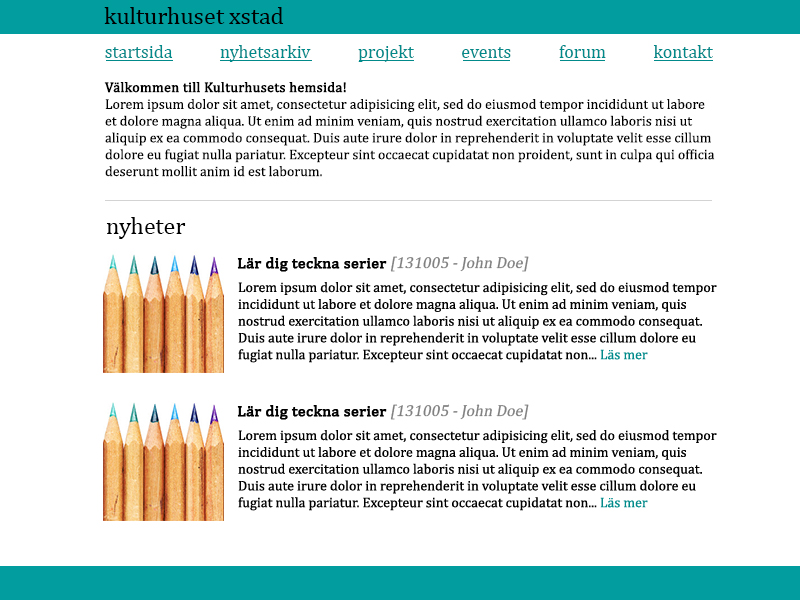 kulturhuset xstad
startsida nyhetsarkiv projekt events forum kontakt
Välkommen till Kulturhusets hemsida!
Lorem ipsum dolor sit amet, consectetur adipisicing elit, sed do eiusmod tempor incididunt ut labore
et dolore magna aliqua. Ut enim ad minim veniam, quis nostrud exercitation ullamco laboris nisi ut
aliquip ex ea commodo consequat. Duis aute irure dolor in reprehenderit in voluptate velit esse cillum
dolore eu fugiat nulla pariatur. Excepteur sint occaecat cupidatat non proident, sunt in culpa qui officia
deserunt mollit anim id est laborum.
nyheter
Lär dig teckna serier [131005 - John Doe]
Lorem ipsum dolor sit amet, consectetur adipisicing elit, sed do eiusmod tempor
incididunt ut labore et dolore magna aliqua. Ut enim ad minim veniam, quis
nostrud exercitation ullamco laboris nisi ut aliquip ex ea commodo consequat.
Duis aute irure dolor in reprehenderit in voluptate velit esse cillum dolore eu
fugiat nulla pariatur. Excepteur sint occaecat cupidatat non... Läs mer
Lär dig teckna serier [131005 - John Doe]
Lorem ipsum dolor sit amet, consectetur adipisicing elit, sed do eiusmod tempor
incididunt ut labore et dolore magna aliqua. Ut enim ad minim veniam, quis
nostrud exercitation ullamco laboris nisi ut aliquip ex ea commodo consequat.
Duis aute irure dolor in reprehenderit in voluptate velit esse cillum dolore eu
fugiat nulla pariatur. Excepteur sint occaecat cupidatat non... Läs mer